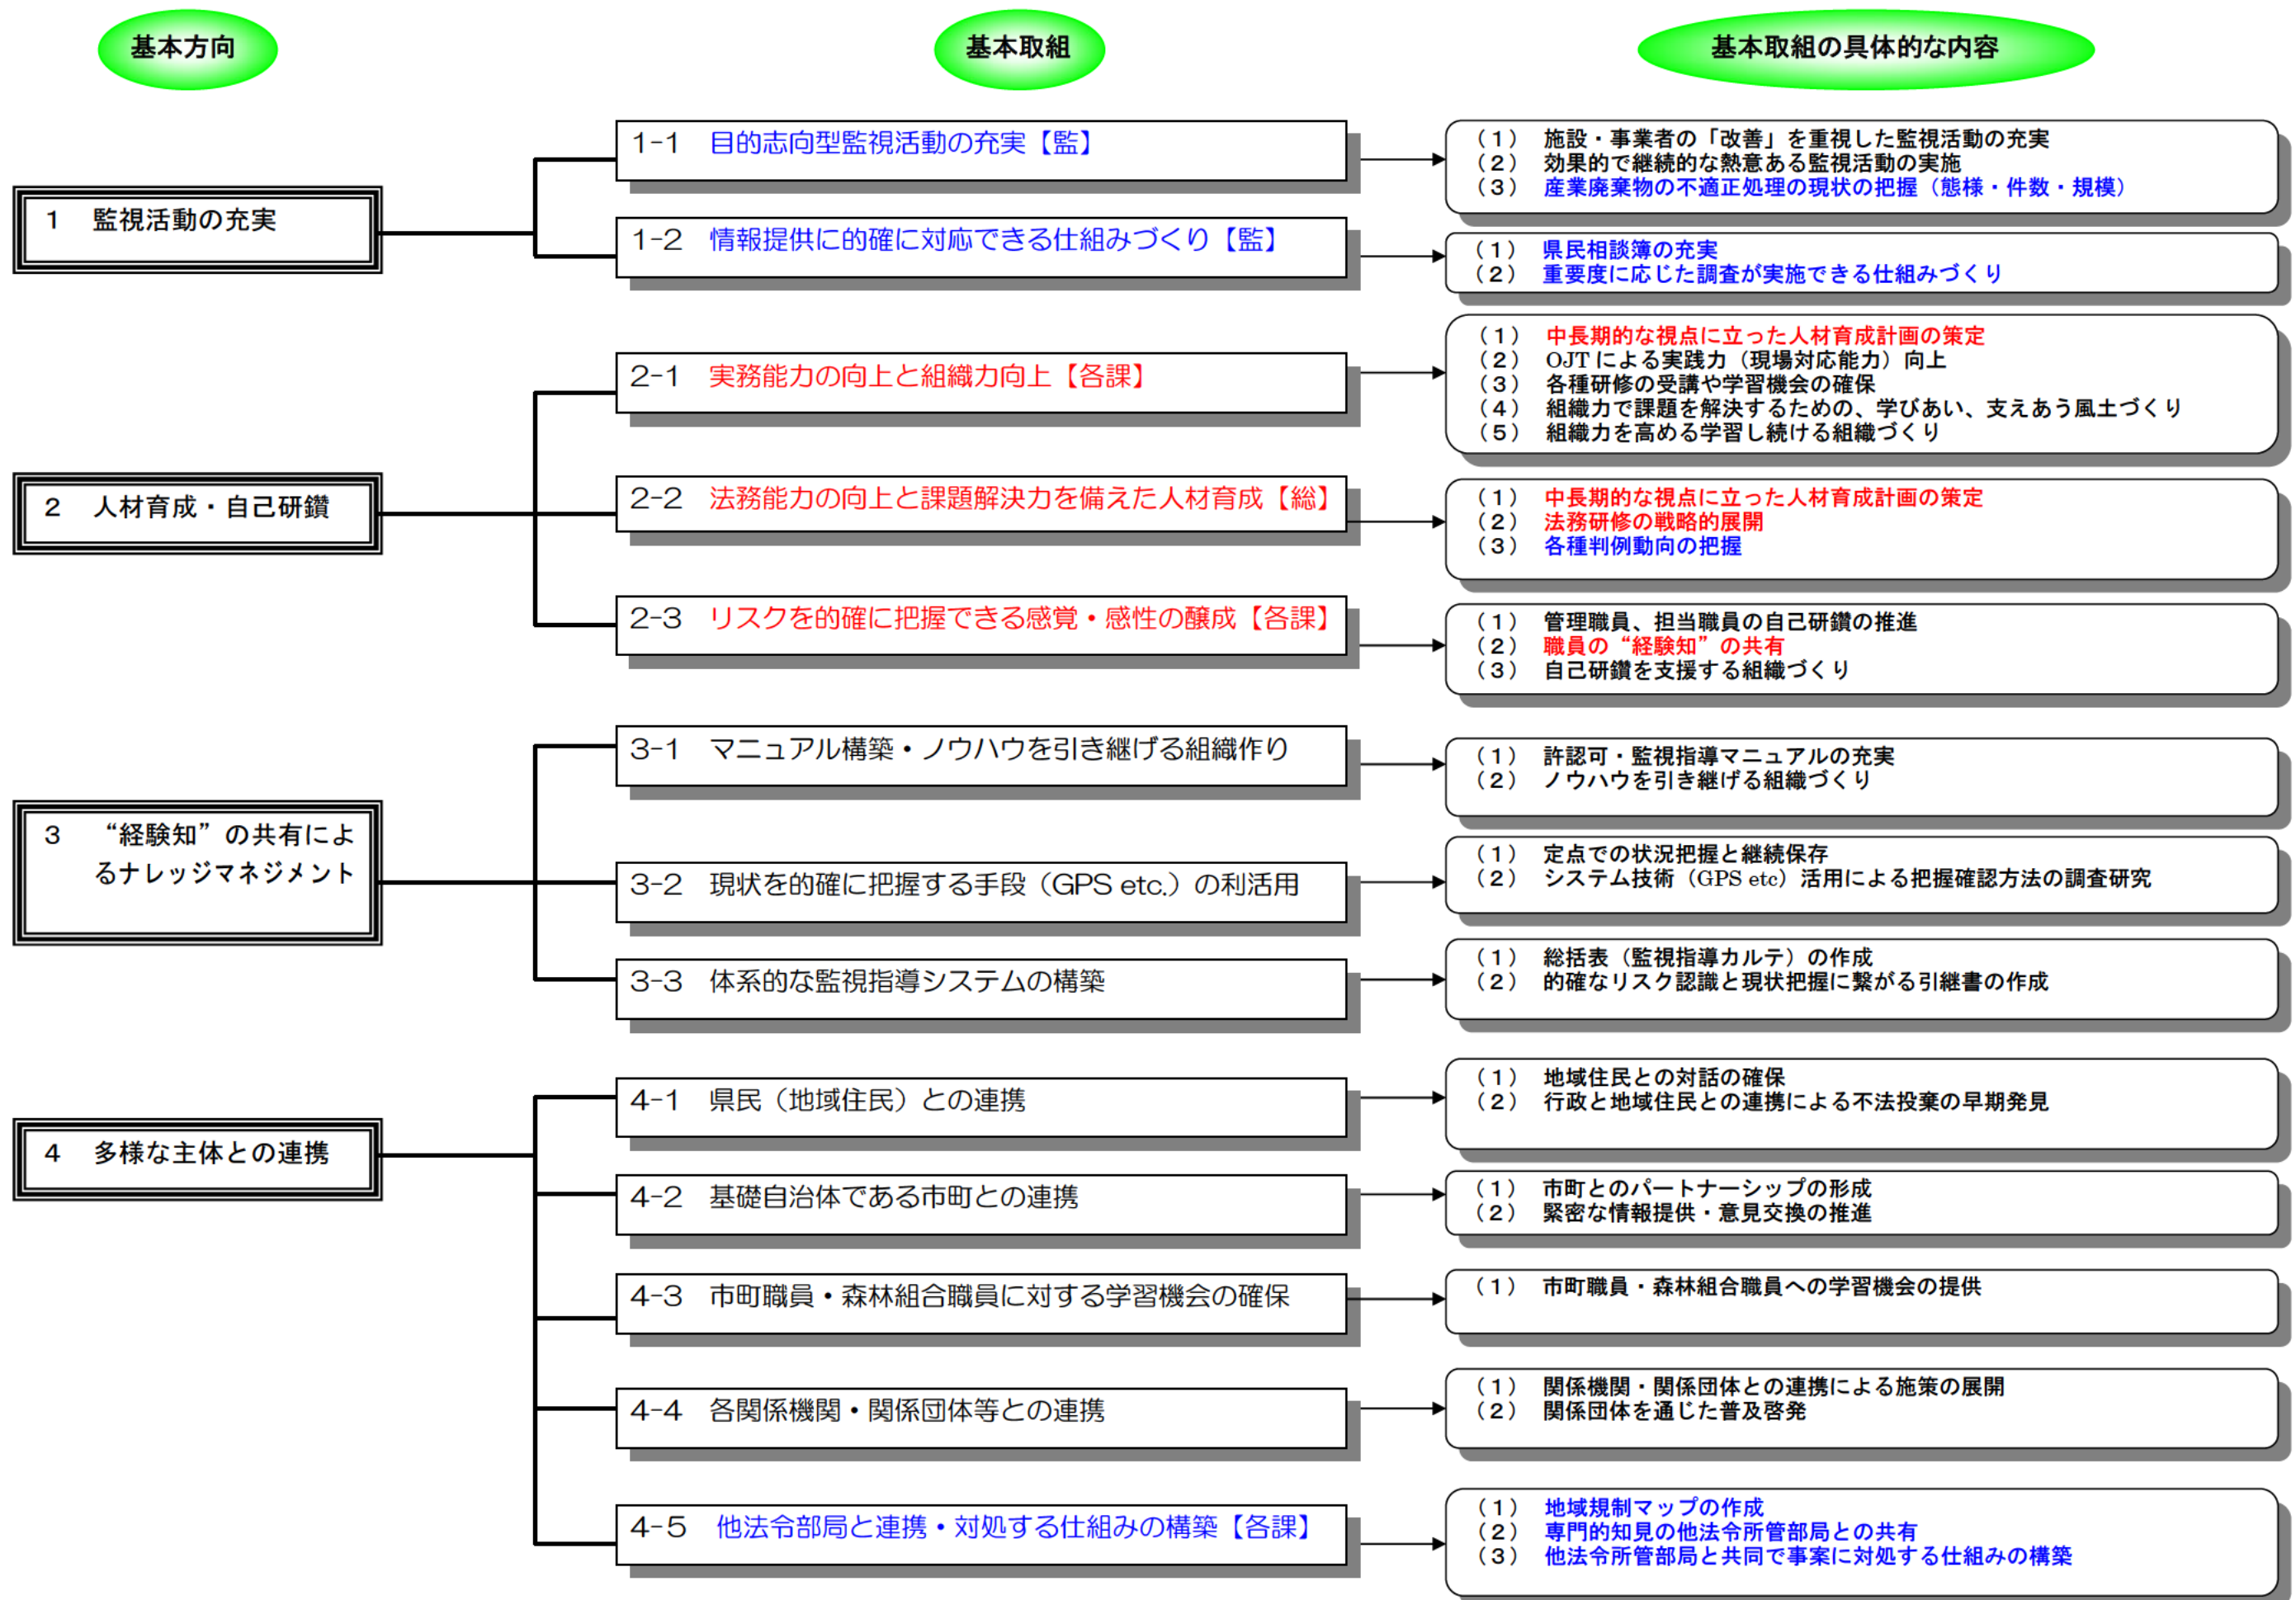 基本方向
基本取組
基本取組の具体的な内容
1 監視活動の充実
1-1 目的志向型監視活動の充実【監】
（１） 施設・事業者の「改善」を重視した監視活動の充実
（２） 効果的で継続的な熱意ある監視活動の実施
（３） 産業廃棄物の不適正処理の現状の把握（態様・件数・規模）
1-2 情報提供に的確に対応できる仕組みづくり【監】
（１） 県民相談簿の充実
（２） 重要度に応じた調査が実施できる仕組みづくり
2 人材育成・自己研鑽
2-1 実務能力の向上と組織力向上【各課】
（１） 中長期的な視点に立った人材育成計画の策定
（２） OJTによる実践力（現場対応能力）向上
（３） 各種研修の受講や学習機会の確保
（４） 組織力で課題を解決するための、学びあい、支えあう風土づくり
（５） 組織力を高める学習し続ける組織づくり
2-2 法務能力の向上と課題解決力を備えた人材育成【総】
（１） 中長期的な視点に立った人材育成計画の策定
（２） 法務研修の戦略的展開
（３） 各種判例動向の把握
2-3 リスクを的確に把握できる感覚・感性の醸成【各課】
（１） 管理職員、担当職員の自己研鑽の推進
（２） 職員の“経験知”の共有
（３） 自己研鑽を支援する組織づくり
3 “経験知”の共有によ
るナレッジマネジメント
3-1 マニュアル構築・ノウハウを引き継げる組織作り
（１） 許認可・監視指導マニュアルの充実
（２） ノウハウを引き継げる組織づくり
3-2 現状を的確に把握する手段（GPS etc.）の利活用
（１） 定点での状況把握と継続保存
（２） システム技術（GPS etc）活用による把握確認方法の調査研究
3-3 体系的な監視指導システムの構築
（１） 総括表（監視指導カルテ）の作成
（２） 的確なリスク認識と現状把握に繋がる引継書の作成
4 多様な主体との連携
4-1 県民（地域住民）との連携
（１） 地域住民との対話の確保
（２） 行政と地域住民との連携による不法投棄の早期発見
4-2 基礎自治体である市町との連携
（１） 市町とのパートナーシップの形成
（２） 緊密な情報提供・意見交換の推進
4-3 市町職員・森林組合職員に対する学習機会の確保
（１） 市町職員・森林組合職員への学習機会の提供
4-4 各関係機関・関係団体等との連携
（１） 関係機関・関係団体との連携による施策の展開
（２） 関係団体を通じた普及啓発
4-5 他法令部局と連携・対処する仕組みの構築【各課】
（１） 地域規制マップの作成
（２） 専門的知見の他法令所管部局との共有
（３） 他法令所管部局と共同で事案に対処する仕組みの構築